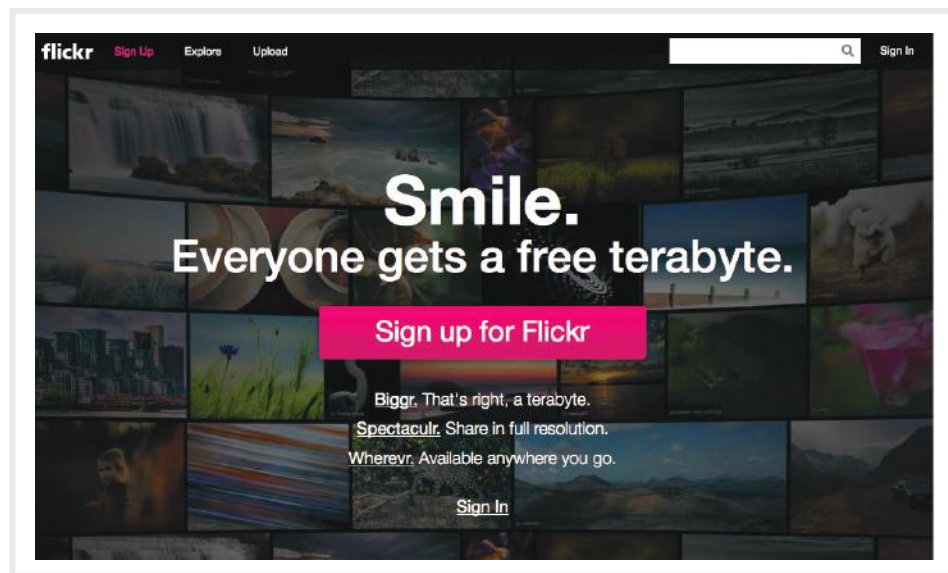 flickr Sign Up Explore Upload Sign In
Smile.
Everyone gets a free terabyte.
Sign up for Flickr
Biggr. That's right, a terabyte.
Spectaculr. Share in full resolution.
Wherevr. Available anywhere you go.
Sign In